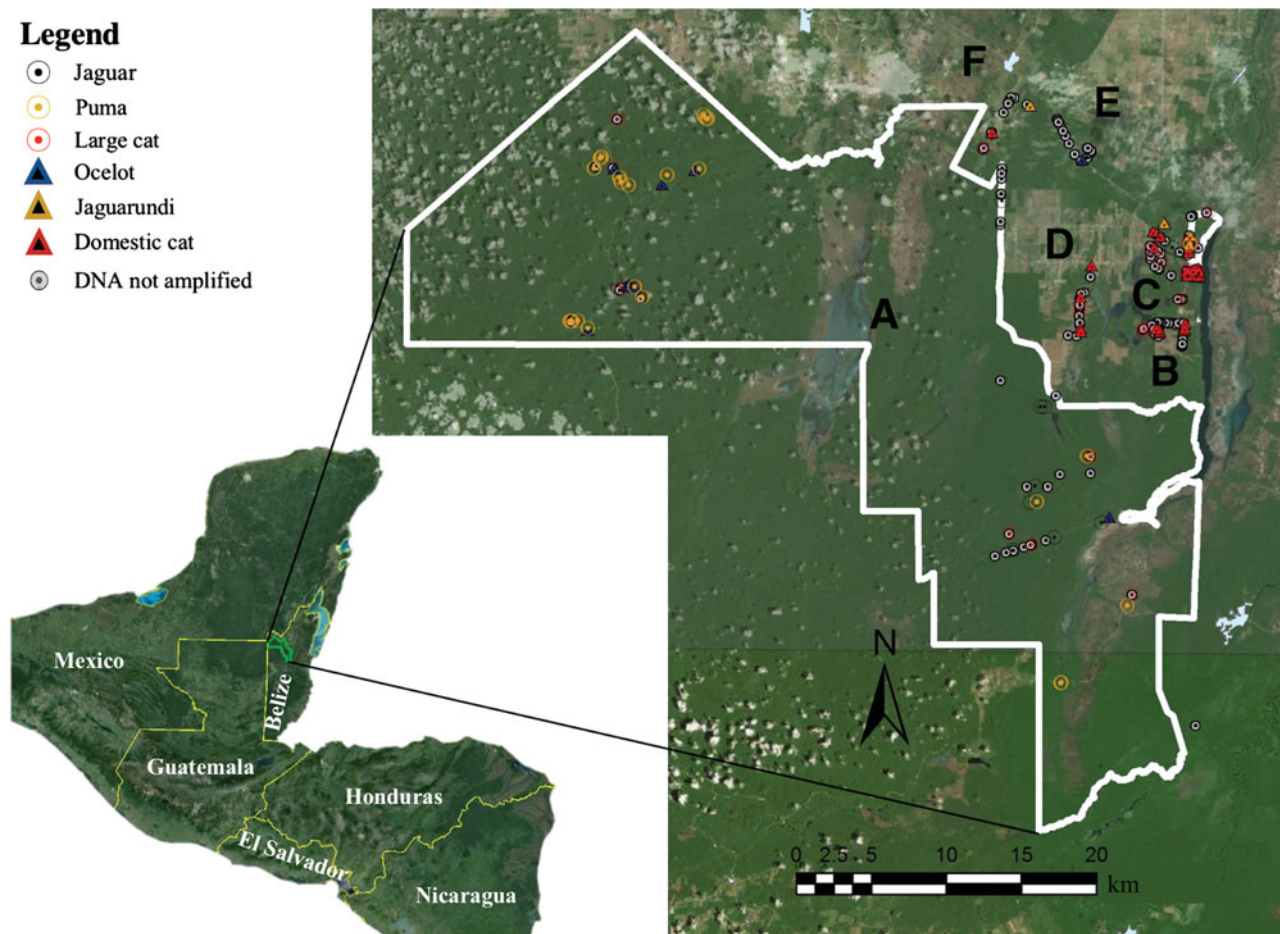 Legend
Jaguar
Puma
Large cat
Ocelot
Jaguarundi
Domestic cat
DNA not amplified
F
E
D
A
C
B
N
Mexico
Belize
Guatemala
Honduras
El Salvador
Nicaragua
0 2.5 5 10 15 20
km